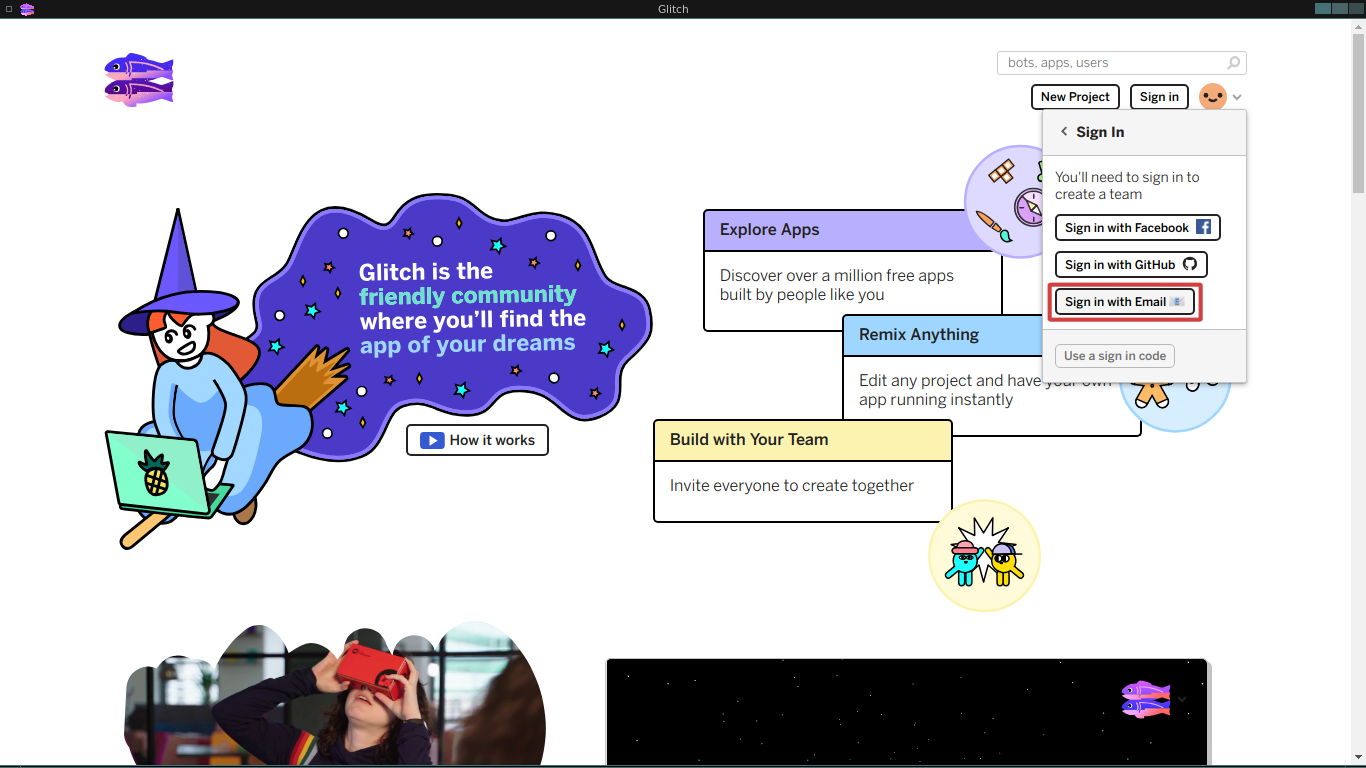 Glitch
bots, apps, users
New Project
Sign in
Sign In
You'll need to sign in to
create a team
Sign in with Facebook
Sign in with GitHub
Sign in with Email
Use a sign in code
Glitch is the
friendly community
where you'll find the
app of your dreams
How it works
Explore Apps
Discover over a million free apps
built by people like you
Remix Anything
Edit any project and have your own
app running instantly
Build with Your Team
Invite everyone to create together